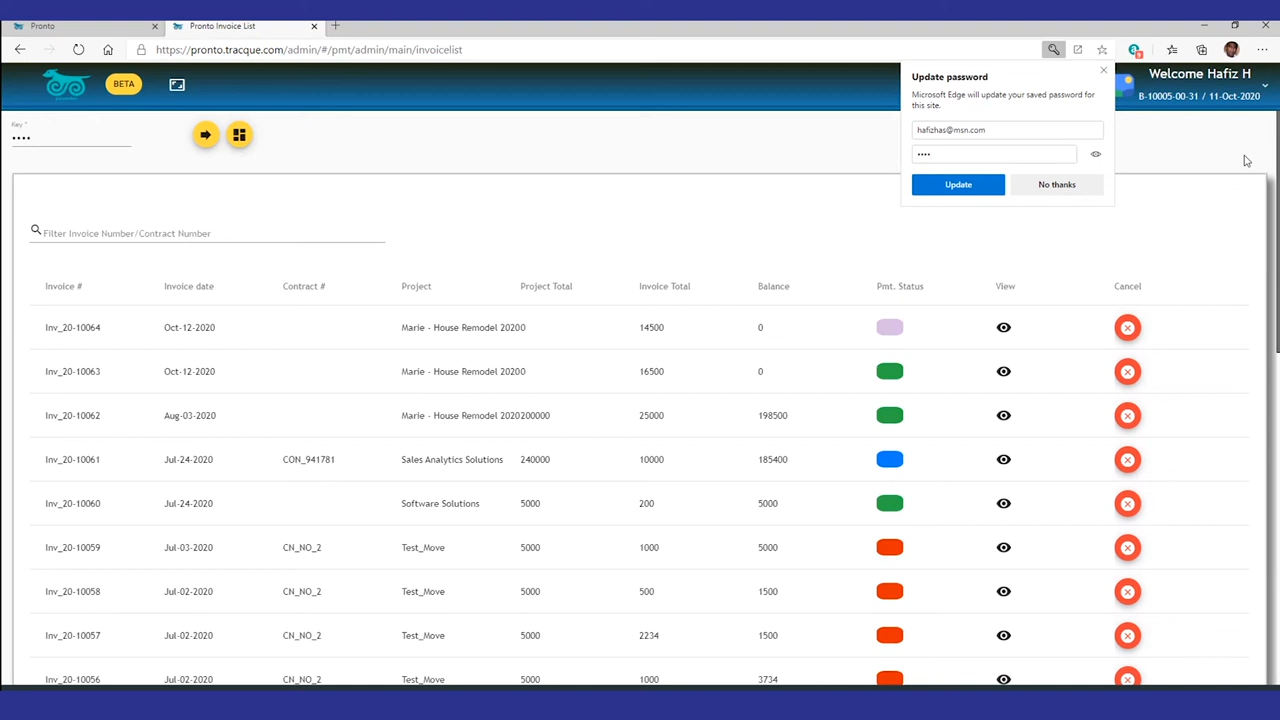 Pronto
Pronto Invoice List
https://pronto.tracque.com/admin/#/pmt/admin/main/invoicelist
BETA
Welcome Hafiz H
B-10005-00-31 / 11-Oct-2020
Update password
Microsoft Edge will update your saved password for
this site.
hafizhas@msn.com
••••
Update No thanks
Key *
••••
Filter Invoice Number/Contract Number
Invoice # Invoice date Contract # Project Project Total Invoice Total Balance Pmt. Status View Cancel
Inv_20-10064 Oct-12-2020 Marie - House Remodel 20200 14500 0
Inv_20-10063 Oct-12-2020 Marie - House Remodel 20200 16500 0
Inv_20-10062 Aug-03-2020 Marie - House Remodel 2020200000 25000 198500
Inv_20-10061 Jul-24-2020 CON_941781 Sales Analytics Solutions 240000 10000 185400
Inv_20-10060 Jul-24-2020 Software Solutions 5000 200 5000
Inv_20-10059 Jul-03-2020 CN_NO_2 Test_Move 5000 1000 5000
Inv_20-10058 Jul-02-2020 CN_NO_2 Test_Move 5000 500 1500
Inv_20-10057 Jul-02-2020 CN_NO_2 Test_Move 5000 2234 1500
Inv_20-10056 Jul-02-2020 CN_NO_2 Test_Move 5000 1000 3734